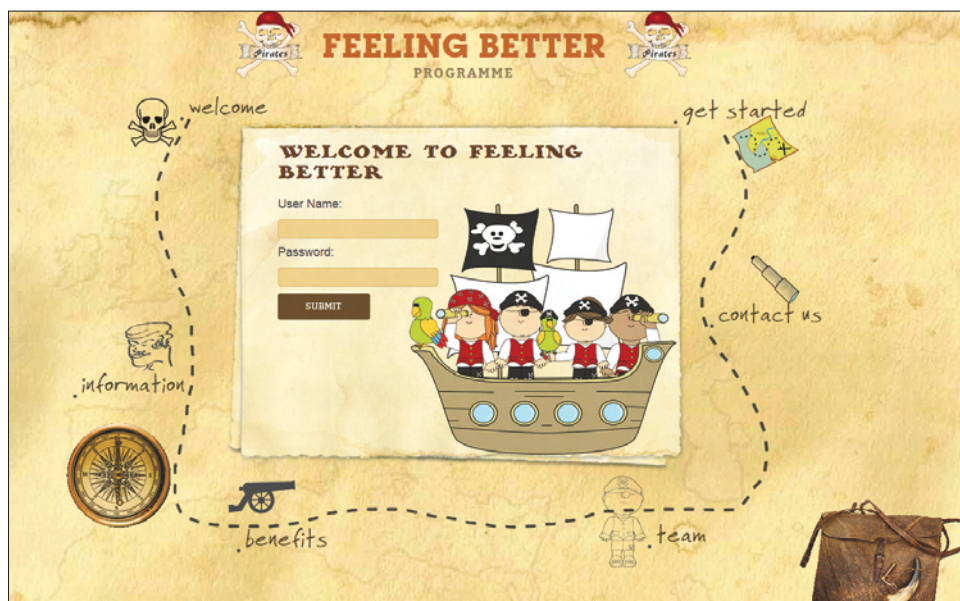 Pirates
FEELING BETTER
Pirates
PROGRAMME
welcome
get started
WELCOME TO FEELING
BETTER
User Name:
Password:
SUBMIT
contact us
information
benefits
team